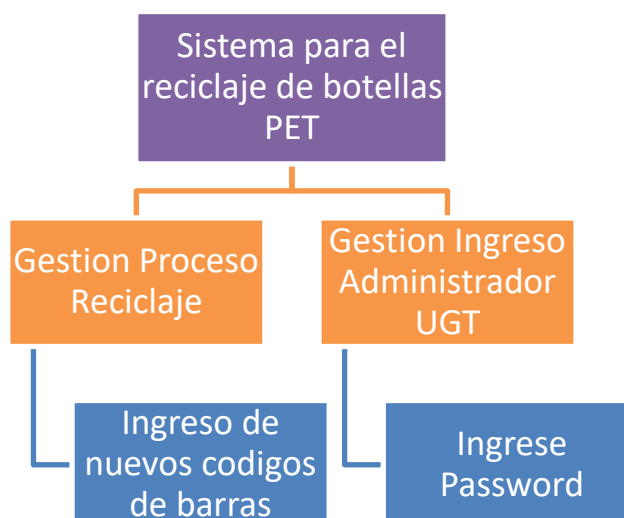 Sistema para el
reciclaje de botellas
PET
Gestion Proceso
Reciclaje
Gestion Ingreso
Administrador
UGT
Ingreso de
nuevos codigos
de barras
Ingrese
Password